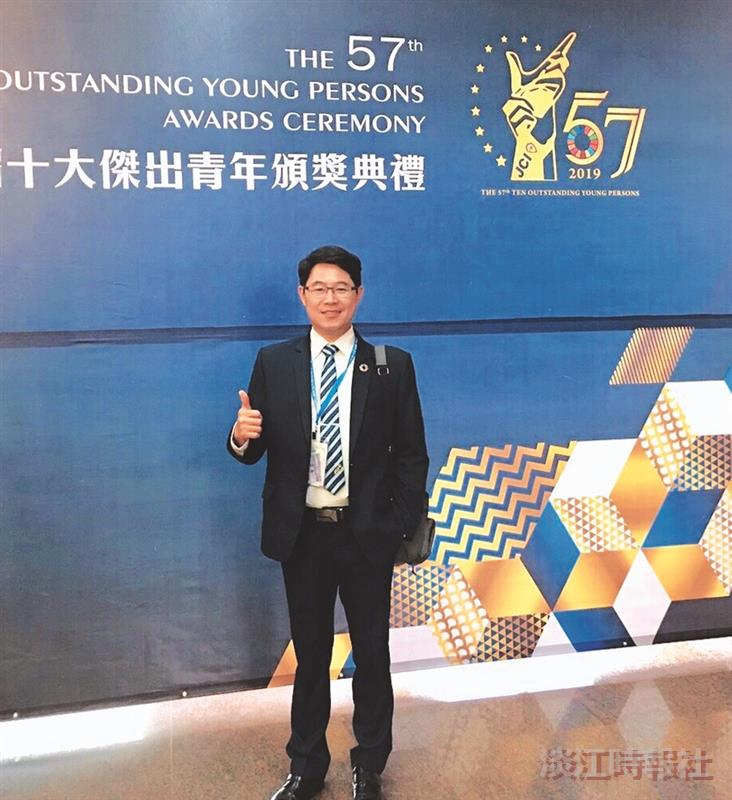 THE 57th
OUTSTANDING YOUNG PERSONS
AWARDS CEREMONY
十大傑出青年頒獎典禮
JCI
57
2019
THE 57th TEN OUTSTANDING YOUNG PERSONS
淡江時報社